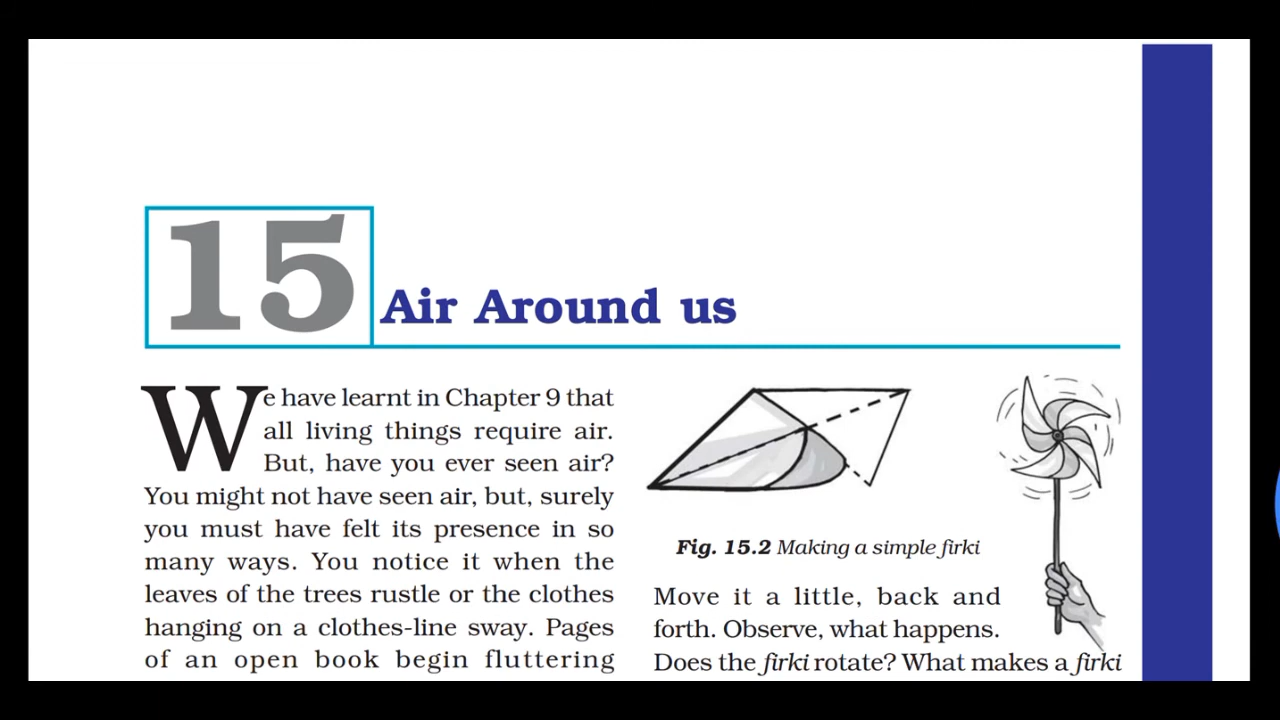 15
Air Around us
We have learnt in Chapter 9 that
all living things require air.
But, have you ever seen air?
You might not have seen air, but, surely
you must have felt its presence in so
many ways. You notice it when the
leaves of the trees rustle or the clothes
hanging on a clothes-line sway. Pages
of an open book begin fluttering
Fig. 15.2 Making a simple firki
Move it a little, back and
forth. Observe, what happens.
Does the firki rotate? What makes a firki